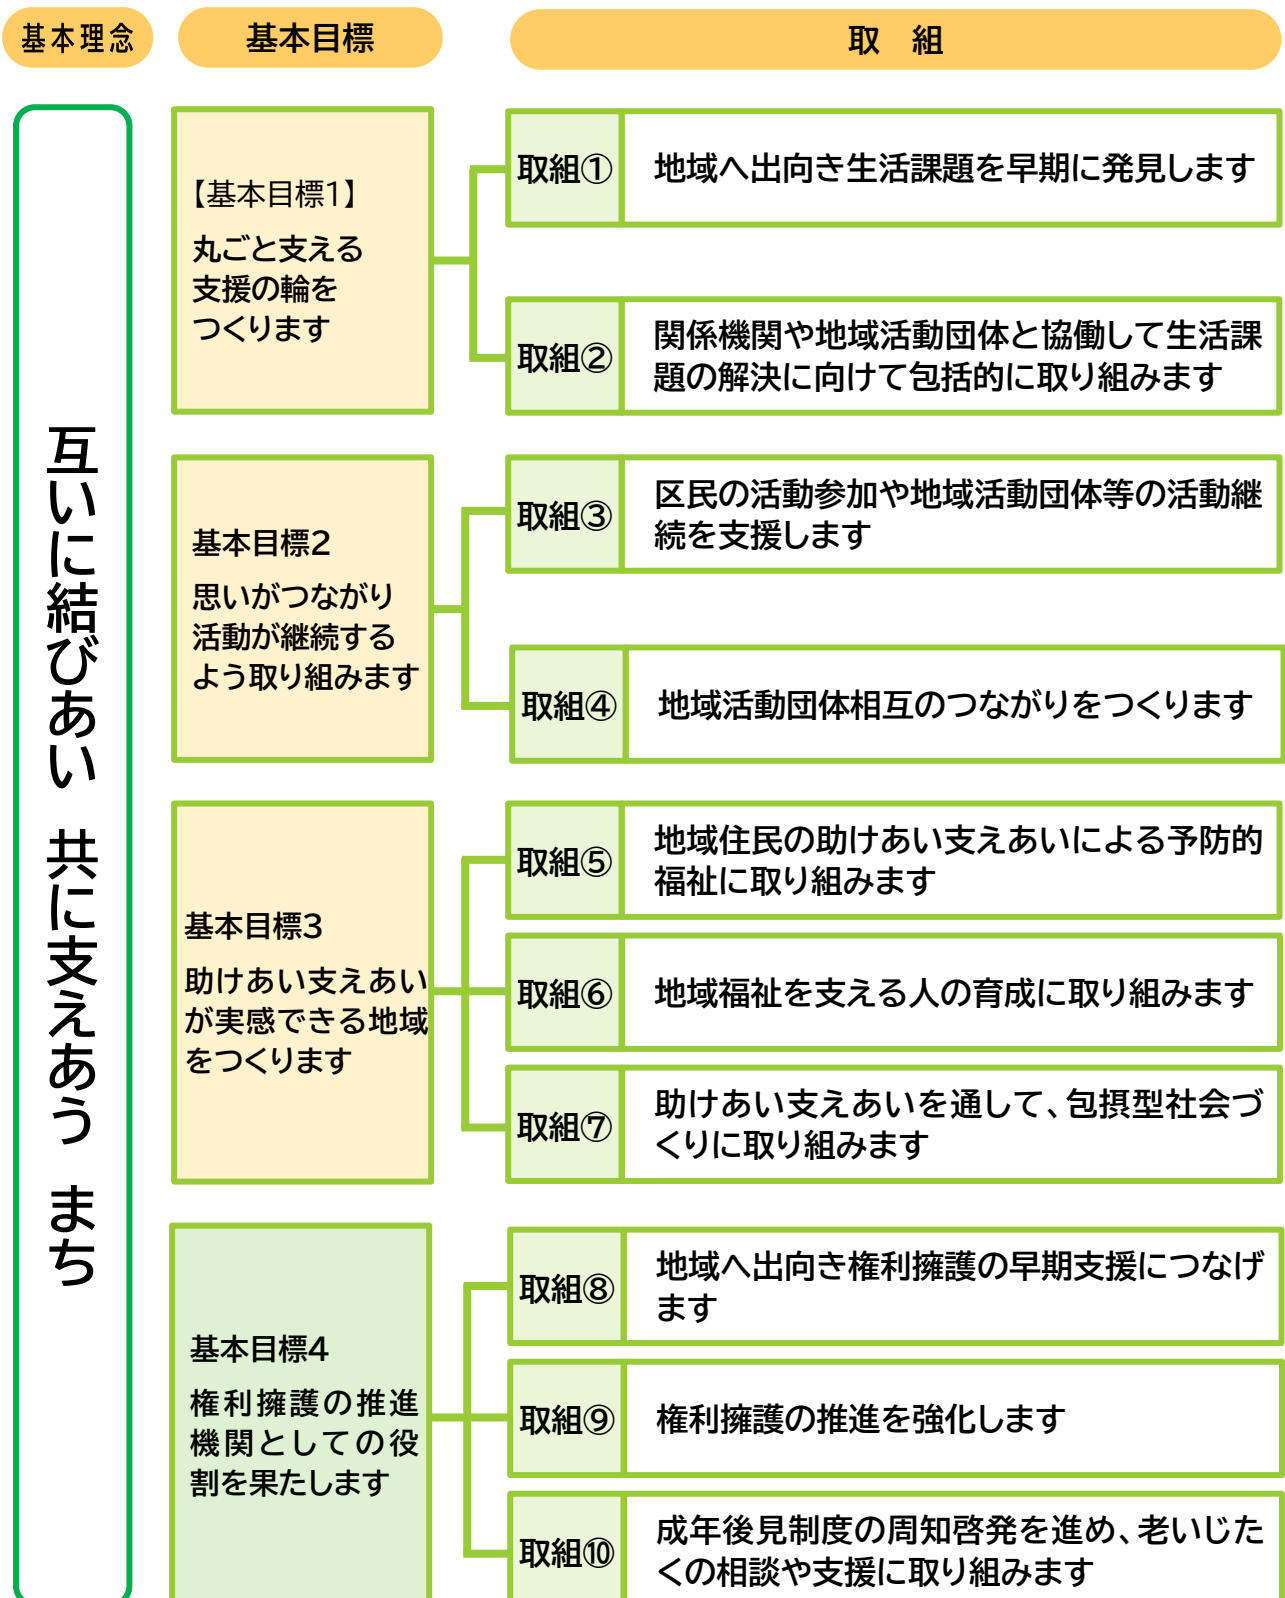 基本理念
基本目標
取　組
互いに結びあい　共に支えあう　まち
【基本目標1】
丸ごと支える
支援の輪を
つくります
取組①
地域へ出向き生活課題を早期に発見します
取組②
関係機関や地域活動団体と協働して生活課
題の解決に向けて包括的に取り組みます
基本目標2
思いがつながり
活動が継続する
よう取り組みます
取組③
区民の活動参加や地域活動団体等の活動継
続を支援します
取組④
地域活動団体相互のつながりをつくります
基本目標3
助けあい支えあい
が実感できる地域
をつくります
取組⑤
地域住民の助けあい支えあいによる予防的
福祉に取り組みます
取組⑥
地域福祉を支える人の育成に取り組みます
取組⑦
助けあい支えあいを通して、包摂型社会づ
くりに取り組みます
基本目標4
権利擁護の推進
機関としての役
割を果たします
取組⑧
地域へ出向き権利擁護の早期支援につなげ
ます
取組⑨
権利擁護の推進を強化します
取組⑩
成年後見制度の周知啓発を進め、老いじた
くの相談や支援に取り組みます